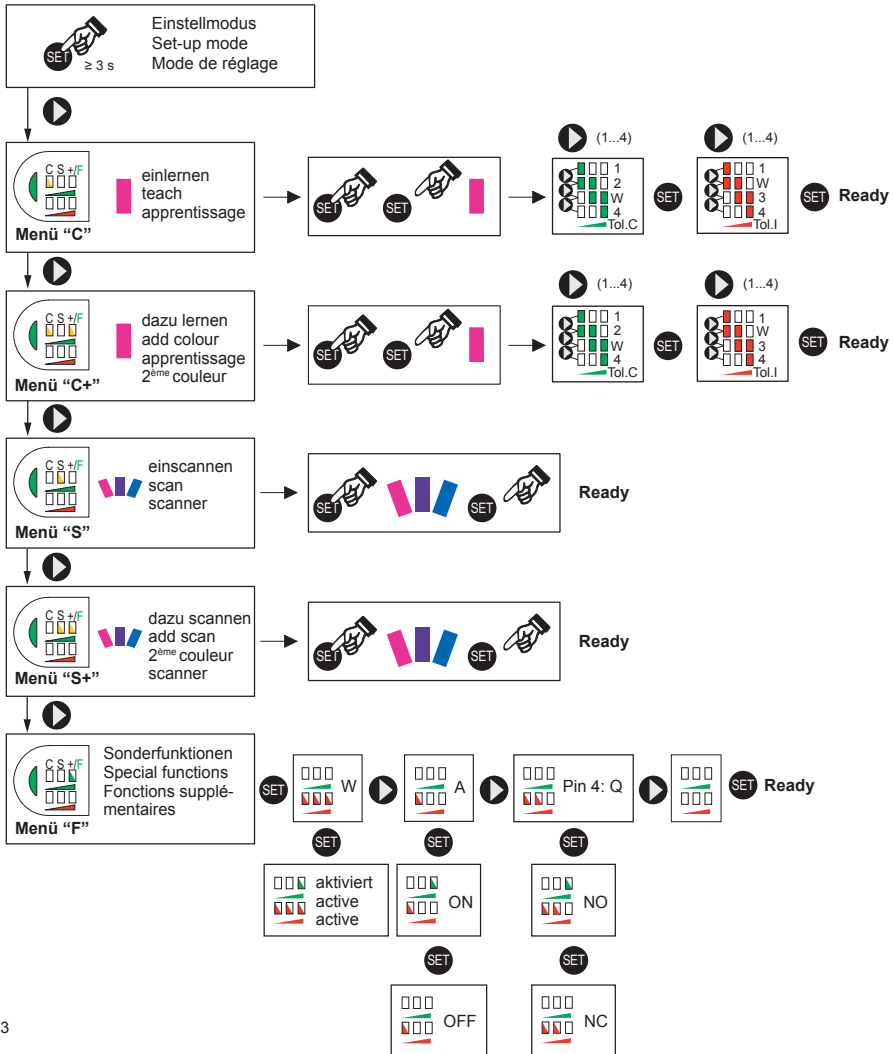 Einstellmodus
Set-up mode
Mode de réglage
SET
≥ 3 s
C S +/F
Menü “C”
einlernen
teach
apprentissage
SET
SET
(1...4)
1
2
W
4
Tol.C
SET
(1...4)
1
W
3
4
Tol.I
SET
Ready
C S +/F
Menü “C+”
dazu lernen
add colour
apprentissage
2ème couleur
SET
SET
(1...4)
1
2
W
4
Tol.C
SET
(1...4)
1
W
3
4
Tol.I
SET
Ready
C S +/F
Menü “S”
einscannen
scan
scanner
SET
SET
Ready
C S +/F
Menü “S+”
dazu scannen
add scan
2ème couleur
scanner
SET
SET
Ready
C S +/F
Menü “F”
Sonderfunktionen
Special functions
Fonctions supplé-
mentaires
SET
W
A
Pin 4: Q
SET
Ready
SET
SET
SET
aktiviert
active
active
ON
NO
SET
SET
OFF
NC
3